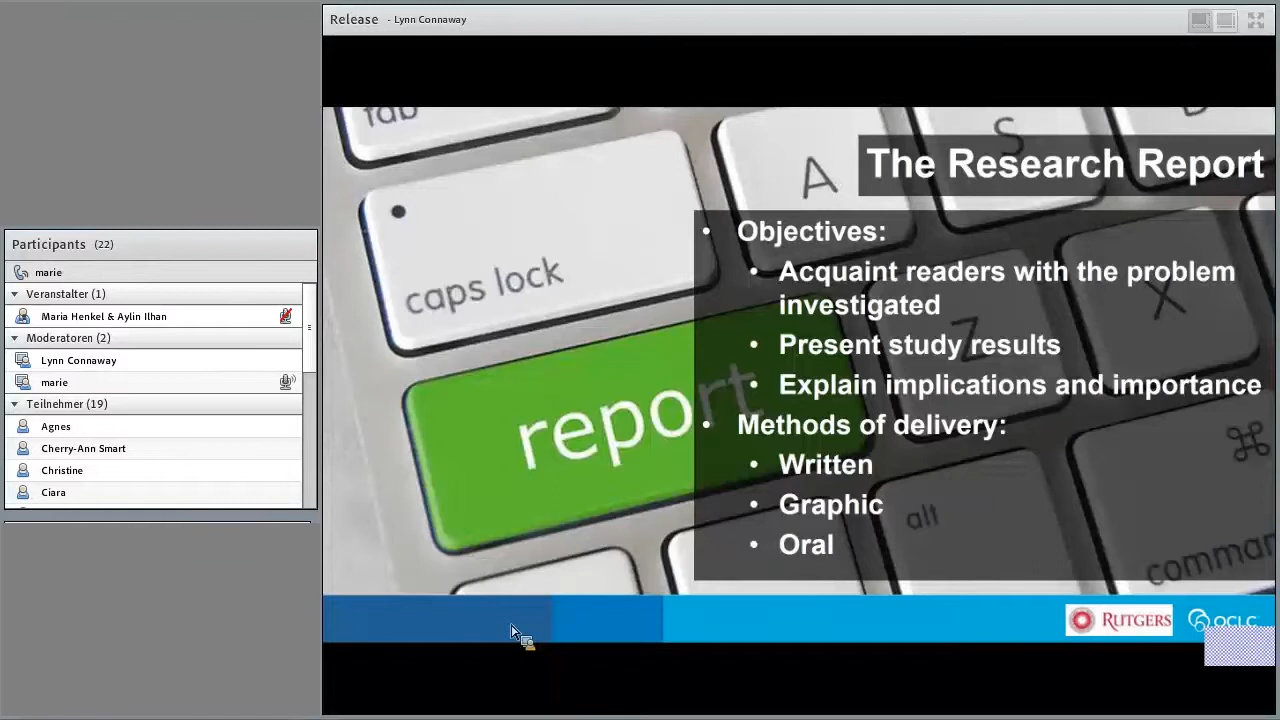 Release - Lynn Connaway
Participants (22)
marie
Veranstalter (1)
Maria Henkel & Aylin Ilhan
Moderatoren (2)
Lynn Connaway
marie
Teilnehmer (19)
Agnes
Cherry-Ann Smart
Christine
Ciara
tab
caps lock
A
S
D
Z
X
report
alt
⌘
comman
The Research Report
• Objectives:
• Acquaint readers with the problem
investigated
• Present study results
• Explain implications and importance
• Methods of delivery:
• Written
• Graphic
• Oral
RUTGERS
OCLC